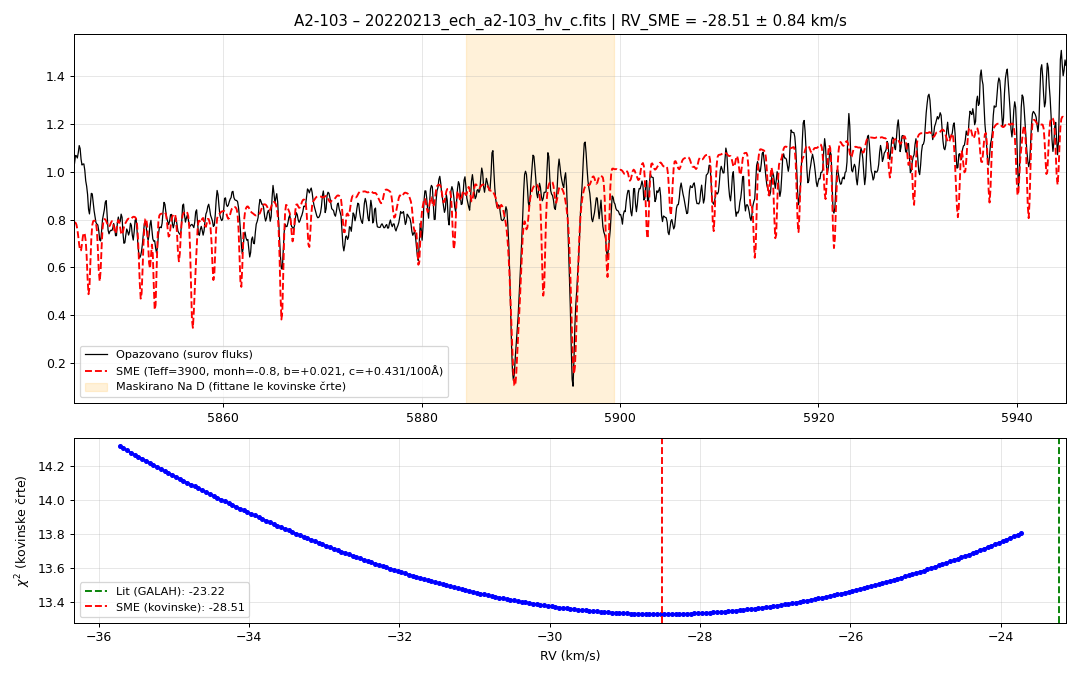 A2-103 – 20220213_ech_a2-103_hv_c.fits | RV_SME = -28.51 ± 0.84 km/s
1.4
1.2
1.0
0.8
0.6
0.4
0.2
Opazovano (surov fluks)
SME (Teff=3900, monh=-0.8, b=+0.021, c=+0.431/100Å)
Maskirano Na D (fittane le kovinske črte)
5860 5880 5900 5920 5940
14.2
14.0
13.8
13.6
13.4
χ² (kovinske črte)
Lit (GALAH): -23.22
SME (kovinske): -28.51
−36 −34 −32 −30 −28 −26 −24
RV (km/s)